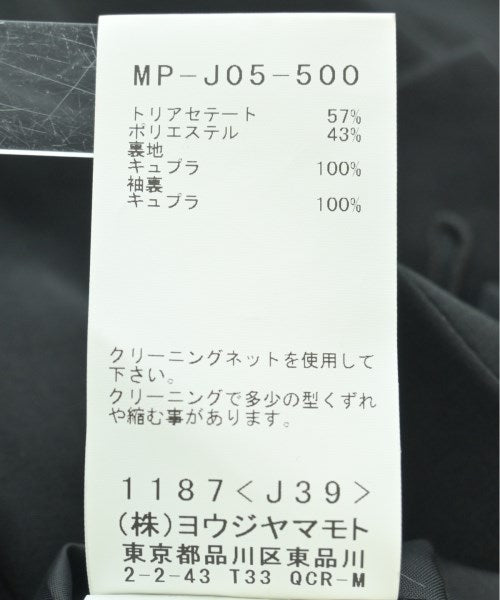 MP-J05-500
トリアセテート 57%
ポリエステル 43%
裏地
キュプラ 100%
袖裏
キュプラ 100%
クリーニングネットを使用して
下さい。
クリーニングで多少の型くずれ
や縮む事があります。
1187<J39>
(株)ヨウジヤマモト
東京都品川区東品川
2-2-43 T33 QCR-M